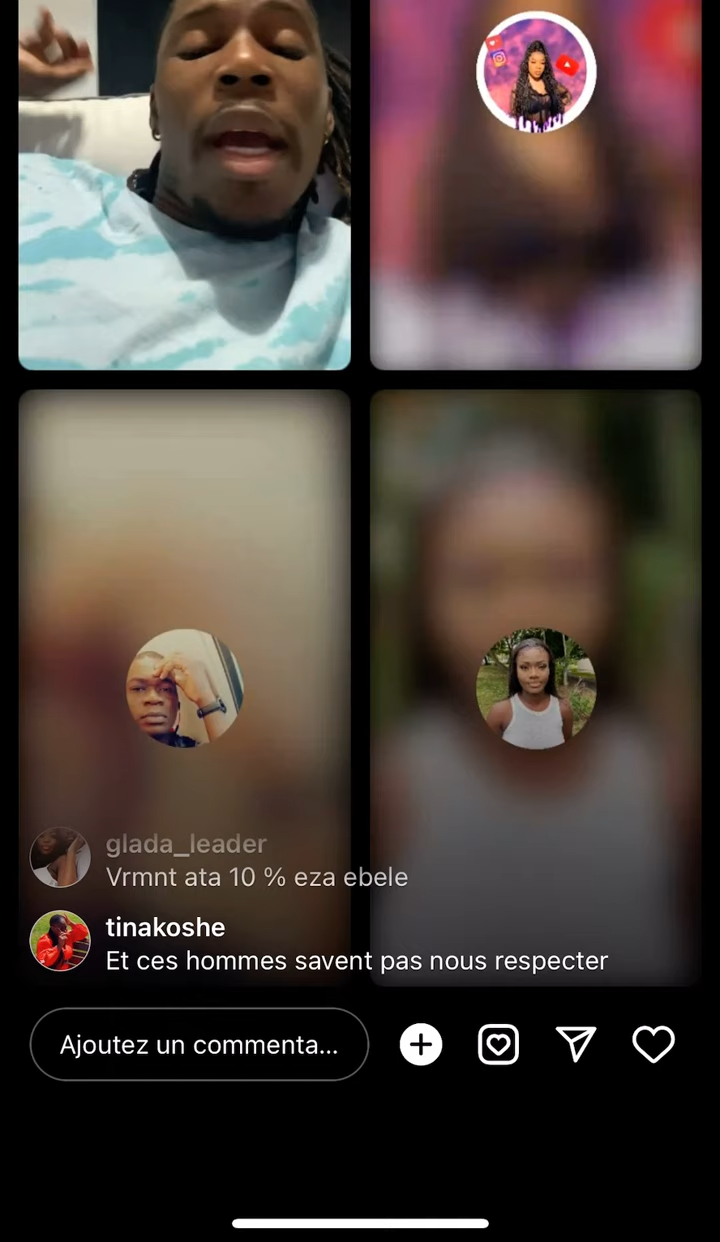 glada_leader
Vrmnt ata 10 % eza ebele
tinakoshe
Et ces hommes savent pas nous respecter
Ajoutez un commenta...